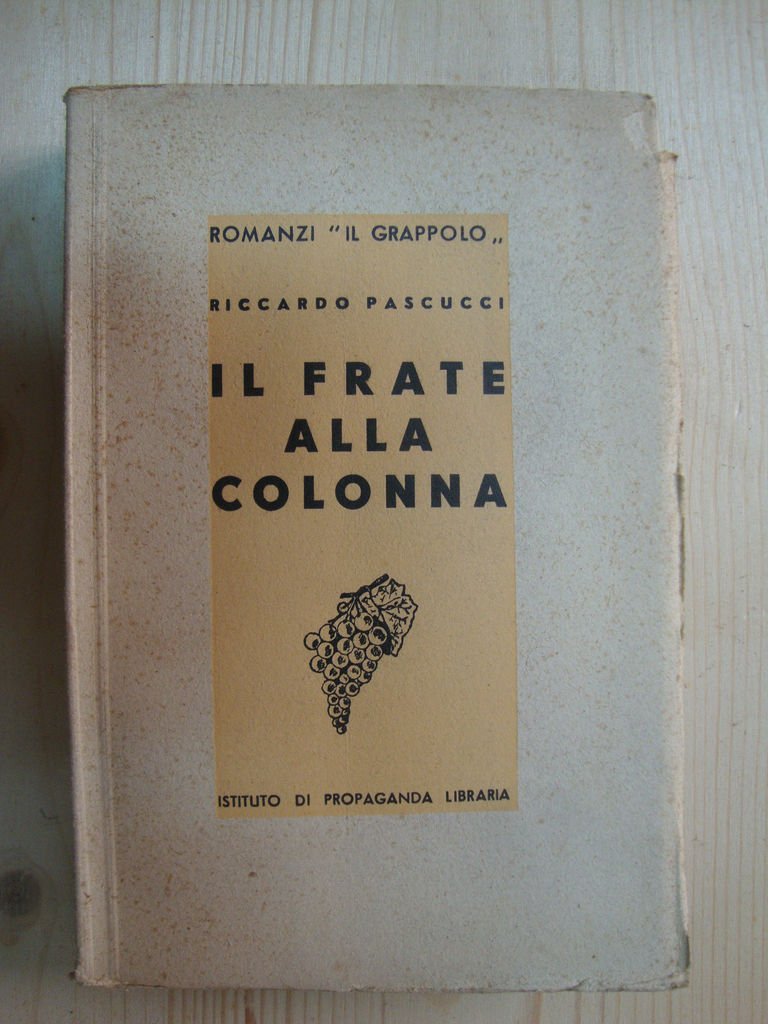 ROMANZI "IL GRAPPOLO„
RICCARDO PASCUCCI
IL FRATE
ALLA
COLONNA
ISTITUTO DI PROPAGANDA LIBRARIA